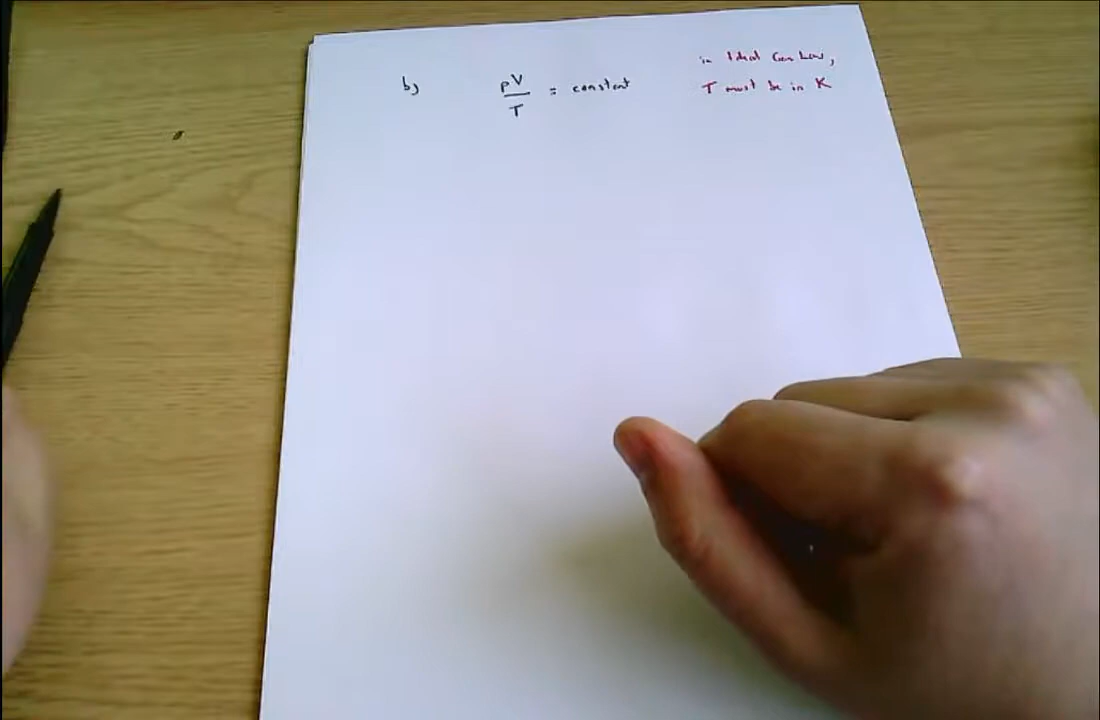 b)
pV
T = constant
in Ideal Gas Law,
T must be in K